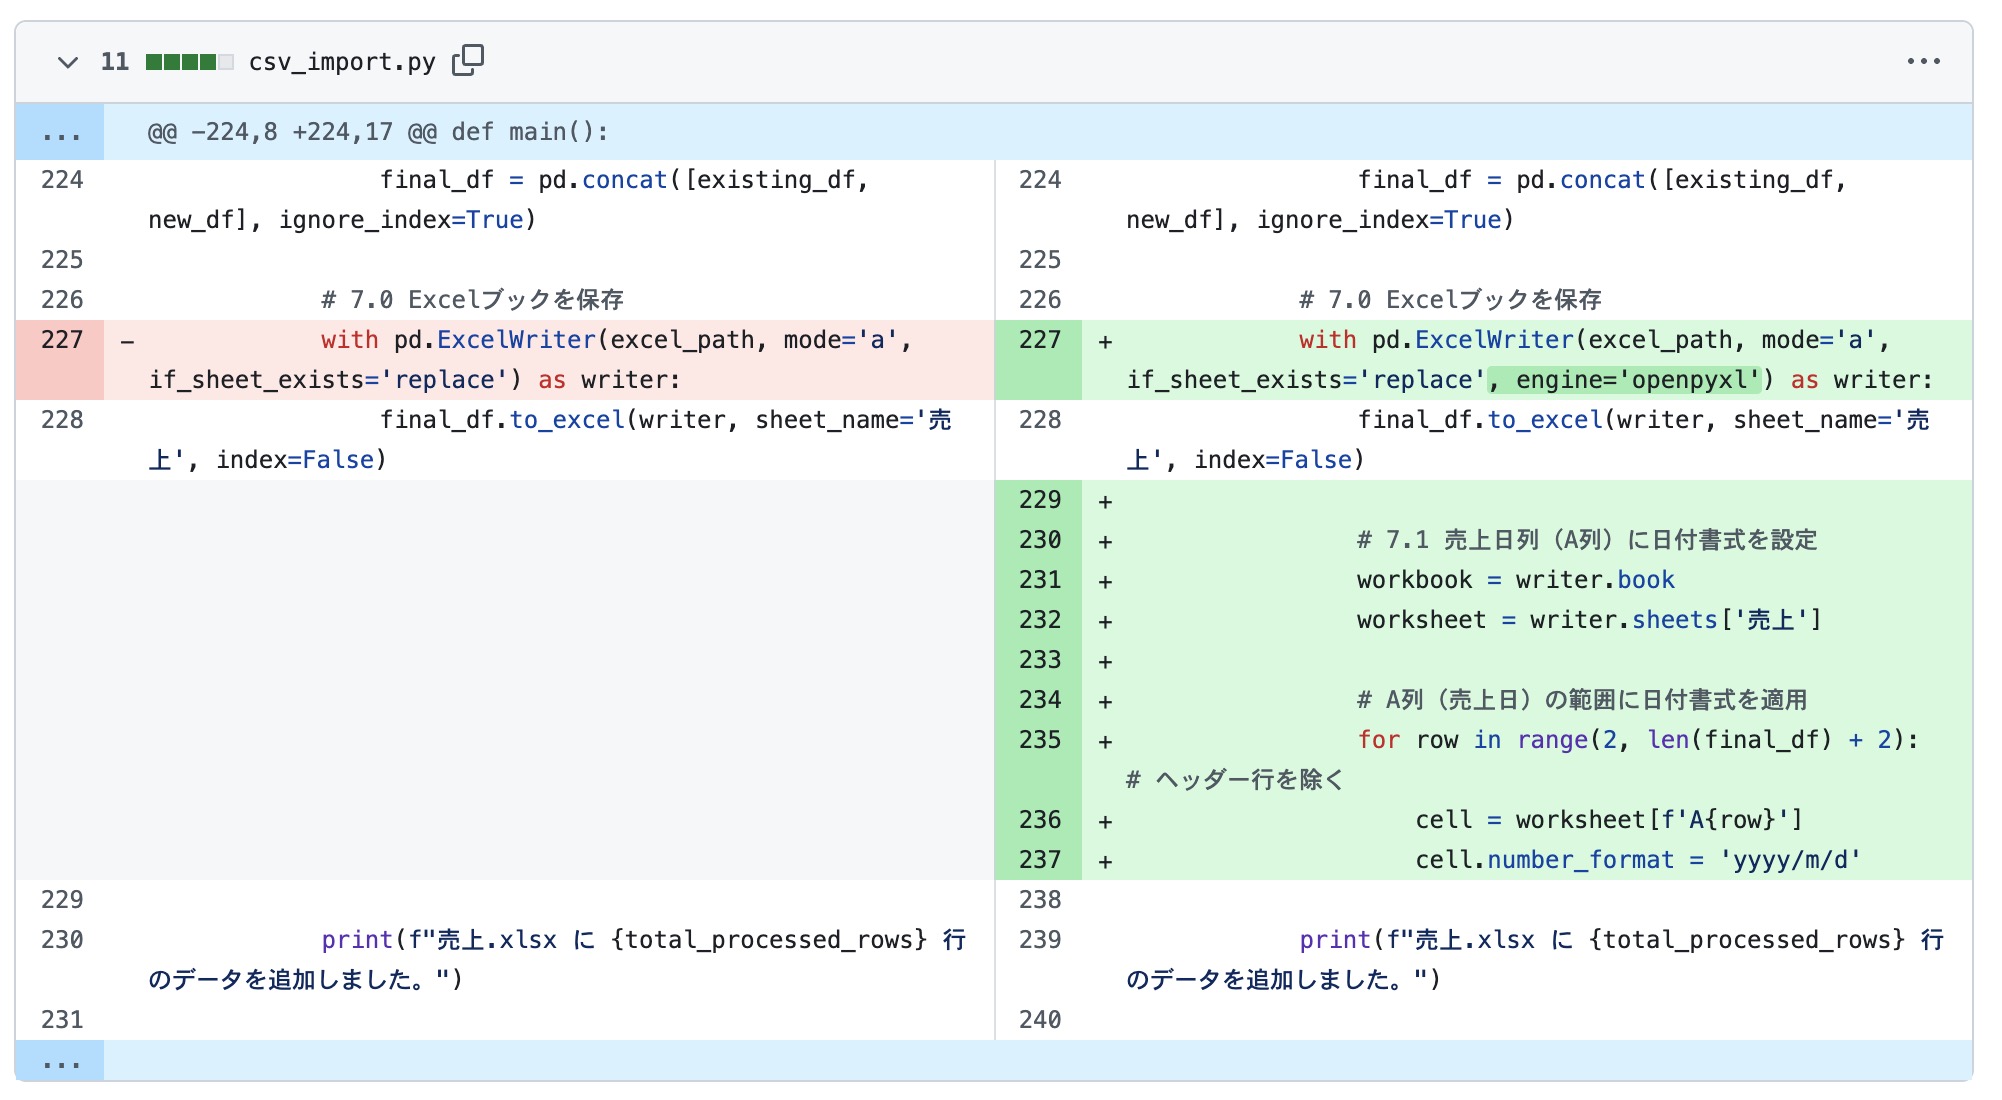 11 csv_import.py
@@ -224,8 +224,17 @@ def main():
224 final_df = pd.concat([existing_df,
new_df], ignore_index=True)
225
226 # 7.0 Excelブックを保存
227 - with pd.ExcelWriter(excel_path, mode='a',
if_sheet_exists='replace') as writer:
228 final_df.to_excel(writer, sheet_name='売
上', index=False)
229
230 print(f"売上.xlsx に {total_processed_rows} 行
のデータを追加しました。")
231
224 final_df = pd.concat([existing_df,
new_df], ignore_index=True)
225
226 # 7.0 Excelブックを保存
227 + with pd.ExcelWriter(excel_path, mode='a',
if_sheet_exists='replace', engine='openpyxl') as writer:
228 final_df.to_excel(writer, sheet_name='売
上', index=False)
229 +
230 + # 7.1 売上日列（A列）に日付書式を設定
231 + workbook = writer.book
232 + worksheet = writer.sheets['売上']
233 +
234 + # A列（売上日）の範囲に日付書式を適用
235 + for row in range(2, len(final_df) + 2):
# ヘッダー行を除く
236 + cell = worksheet[f'A{row}']
237 + cell.number_format = 'yyyy/m/d'
238
239 print(f"売上.xlsx に {total_processed_rows} 行
のデータを追加しました。")
240